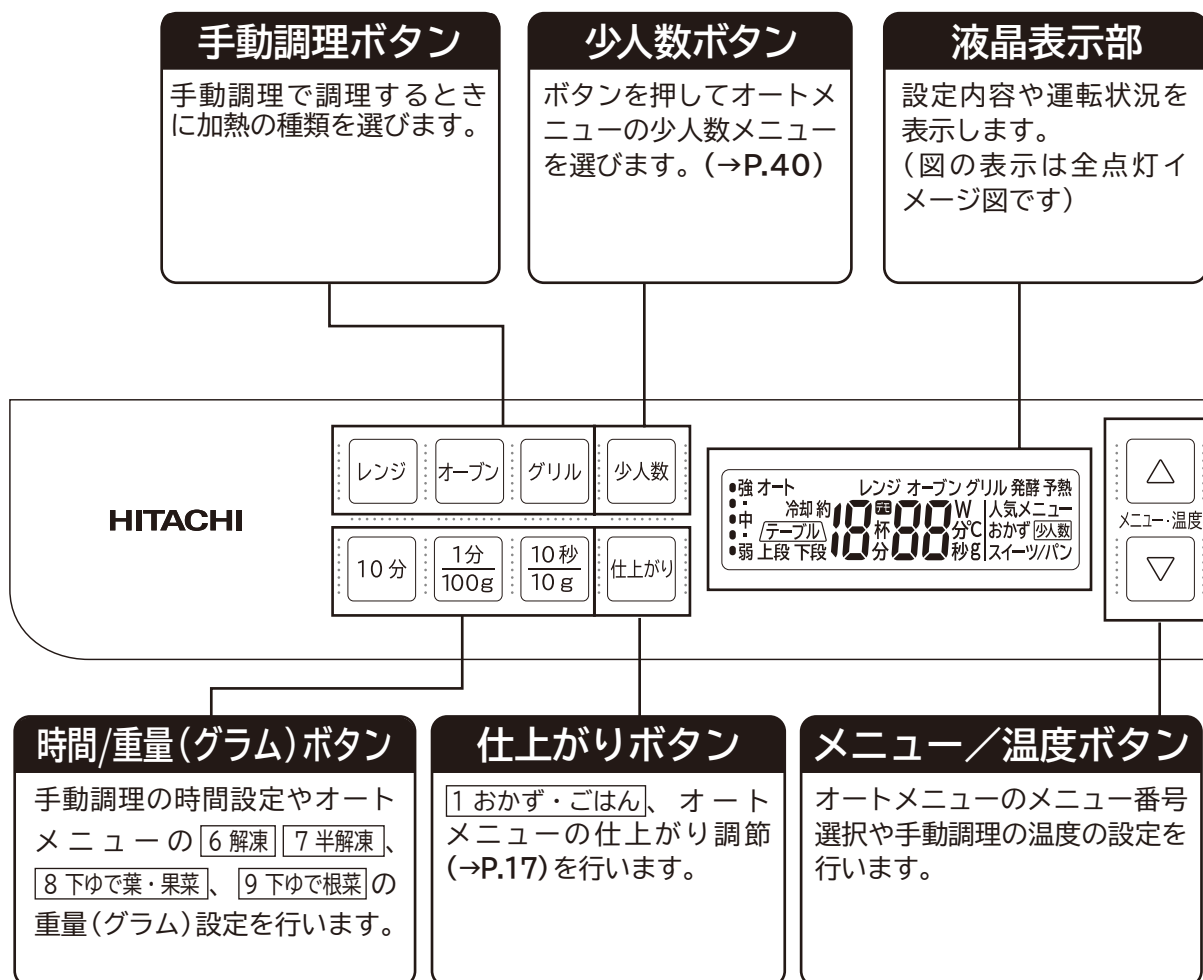 手動調理ボタン
手動調理で調理するとき
に加熱の種類を選びます。
少人数ボタン
ボタンを押してオートメ
ニューの少人数メニュー
を選びます。(→P.40)
液晶表示部
設定内容や運転状況を
表示します。
(図の表示は全点灯イ
メージ図です)
HITACHI
レンジ
オーブン
グリル
少人数
10分
1分
100g
10秒
10g
仕上がり
強 オート レンジ オーブン グリル 発酵 予熱
冷却 約 W 人気メニュー
中 テーブル 18 杯 88 分℃ おかず 少人数
弱 上段 下段 分 秒g スイーツ/パン
△
メニュー・温度
▽
時間/重量(グラム)ボタン
手動調理の時間設定やオート
メニューの 6 解凍 7 半解凍、
8 下ゆで葉・果菜、 9 下ゆで根菜の
重量(グラム)設定を行います。
仕上がりボタン
1 おかず・ごはん、オート
メニューの仕上がり調節
(→P.17)を行います。
メニュー/温度ボタン
オートメニューのメニュー番号
選択や手動調理の温度の設定を
行います。